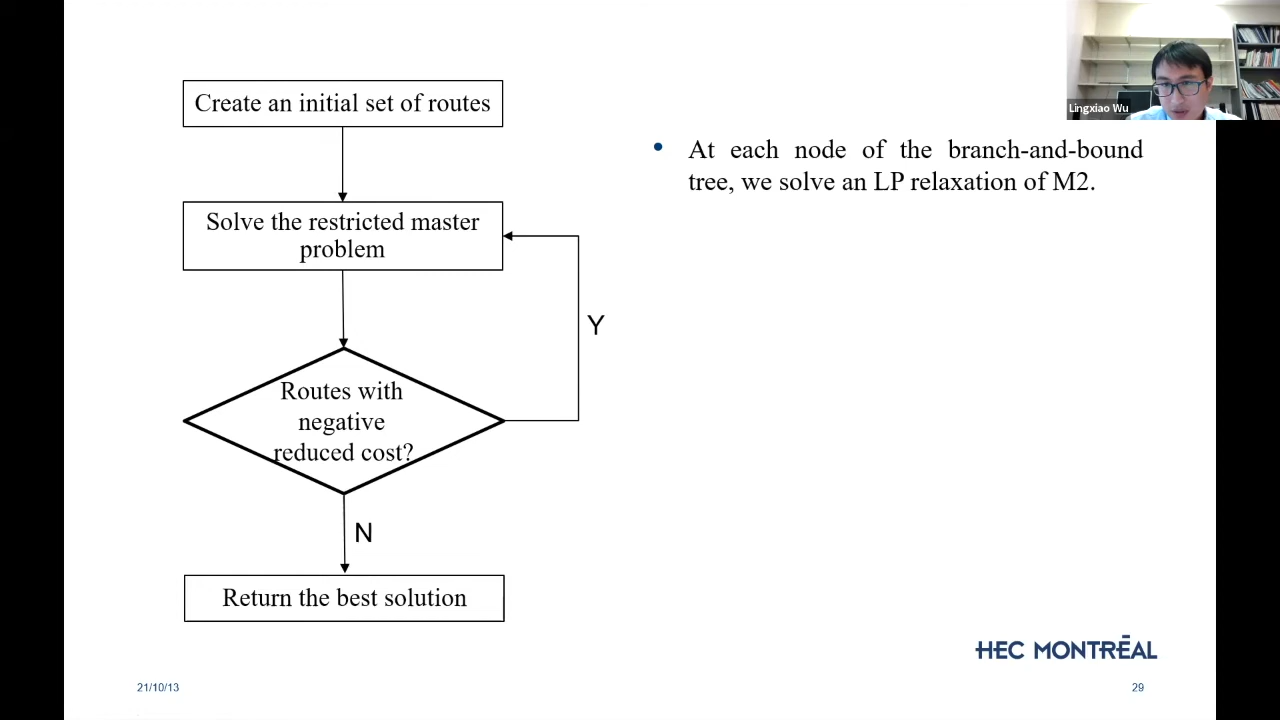 Create an initial set of routes
Lingxiao Wu
At each node of the branch-and-bound
tree, we solve an LP relaxation of M2.
Solve the restricted master
problem
Y
Routes with
negative
reduced cost?
N
Return the best solution
HEC MONTRÉAL
21/10/13
29